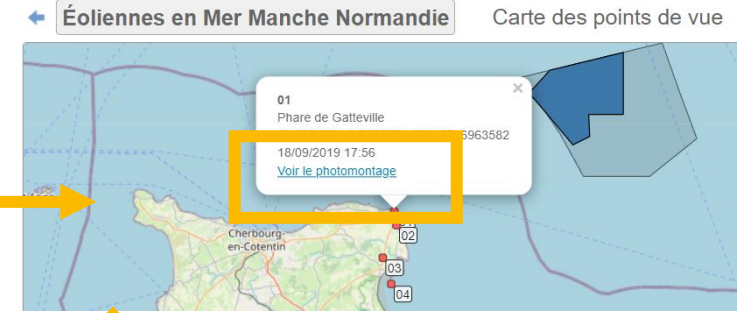 Éoliennes en Mer Manche Normandie
Carte des points de vue
01
Phare de Gatteville
5963582
18/09/2019 17:56
Voir le photomontage
Cherbourg-
en-Cotentin
02
03
04